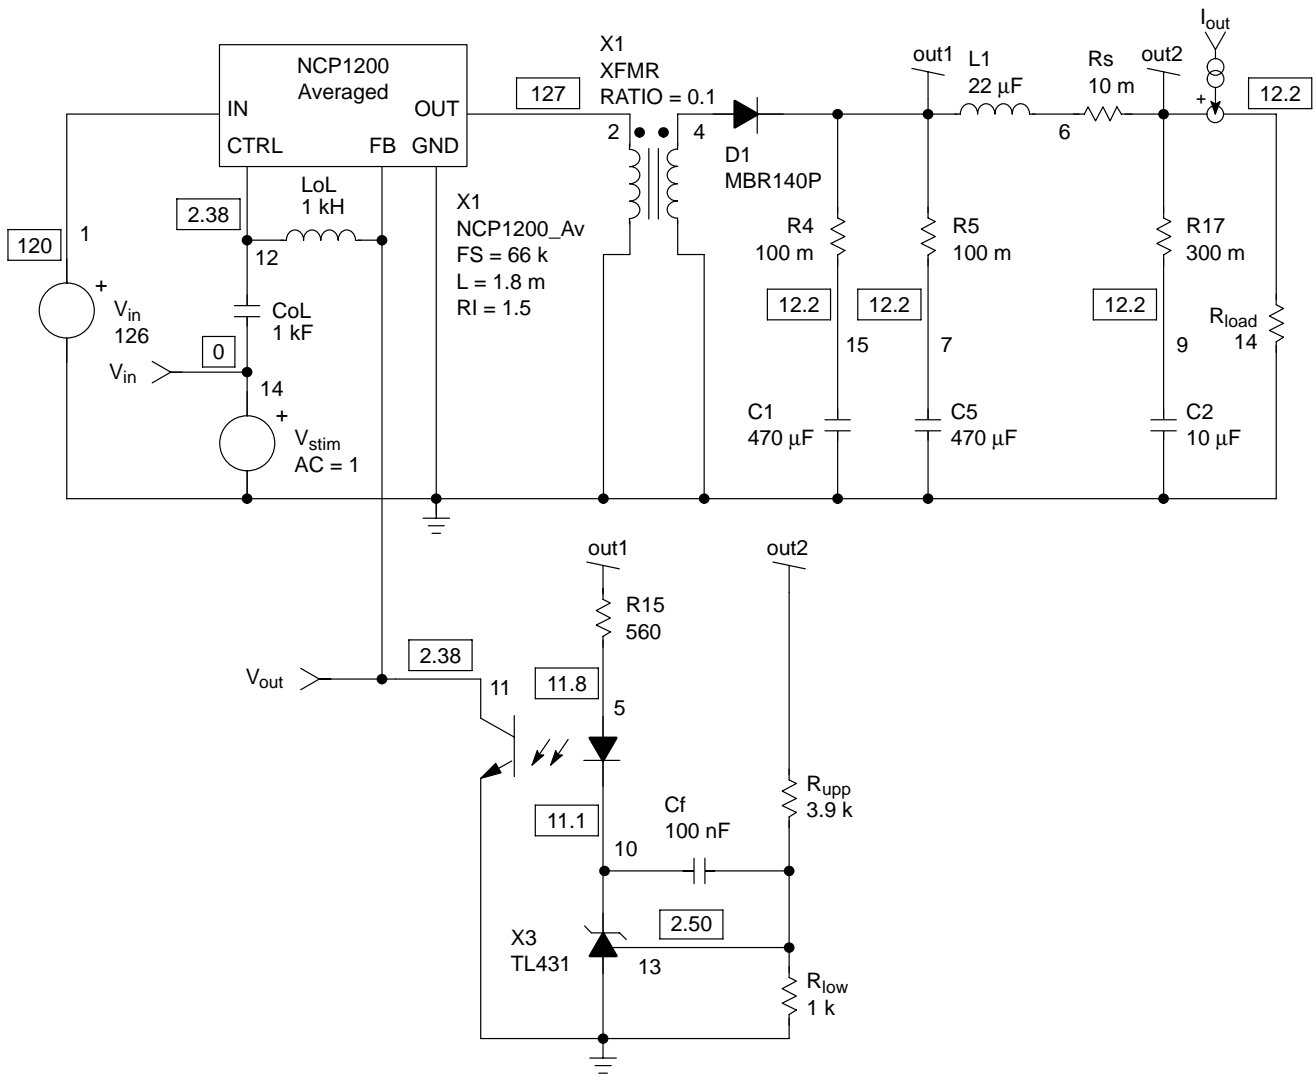 NCP1200
Averaged
IN
OUT
CTRL
FB
GND
127
X1
XFMR
RATIO = 0.1
2
4
D1
MBR140P
out1
L1
22 µF
6
Rs
10 m
out2
Iout
+
12.2
2.38
LoL
1 kH
12
X1
NCP1200_Av
FS = 66 k
L = 1.8 m
RI = 1.5
120
1
+
Vin
126
CoL
1 kF
0
Vin
14
+
Vstim
AC = 1
R4
100 m
R5
100 m
R17
300 m
12.2
12.2
12.2
15
7
9
Rload
14
C1
470 µF
C5
470 µF
C2
10 µF
out1
out2
R15
560
Vout
2.38
11
11.8
5
11.1
10
Cf
100 nF
Rupp
3.9 k
X3
TL431
2.50
13
Rlow
1 k